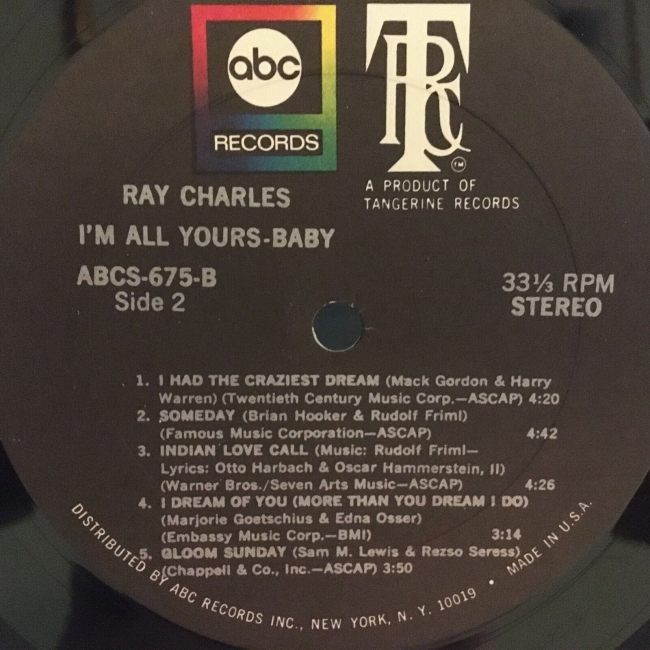 abc
RECORDS
TRC
TM
A PRODUCT OF
TANGERINE RECORDS
RAY CHARLES
I'M ALL YOURS-BABY
ABCS-675-B
Side 2
33⅓ RPM
STEREO
1. I HAD THE CRAZIEST DREAM (Mack Gordon & Harry
Warren) (Twentieth Century Music Corp.—ASCAP) 4:20
2. SOMEDAY (Brian Hooker & Rudolf Friml)
(Famous Music Corporation—ASCAP) 4:42
3. INDIAN LOVE CALL (Music: Rudolf Friml—
Lyrics: Otto Harbach & Oscar Hammerstein, II)
(Warner Bros./Seven Arts Music—ASCAP) 4:26
4. I DREAM OF YOU (MORE THAN YOU DREAM I DO)
(Marjorie Goetschius & Edna Osser)
(Embassy Music Corp.—BMI) 3:14
5. GLOOM SUNDAY (Sam M. Lewis & Rezso Seress)
(Chappell & Co., Inc.—ASCAP) 3:50
DISTRIBUTED BY ABC RECORDS INC., NEW YORK, N. Y. 10019 • MADE IN U.S.A.